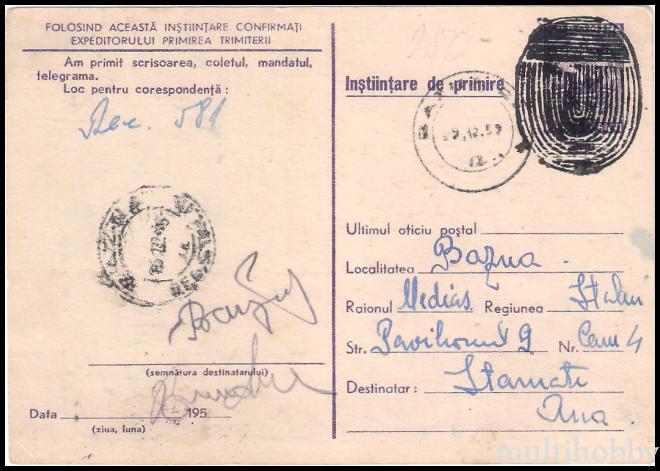 FOLOSIND ACEASTĂ INȘTIINȚARE CONFIRMAȚI
EXPEDITORULUI PRIMIREA TRIMITERII
Am primit scrisoarea, coletul, mandatul,
telegrama.
Loc pentru corespondență :
Rec. 581
(semnătura destinatarului)
Data 195
(ziua, luna)
250
Inștiințare de primire
Ultimul oficiu poștal
Localitatea Bazna
Raionul Mediaș Regiunea Stalin
Str. Pavilionul 9 Nr. Cam 4
Destinatar : Stamate
Ana
multihobby